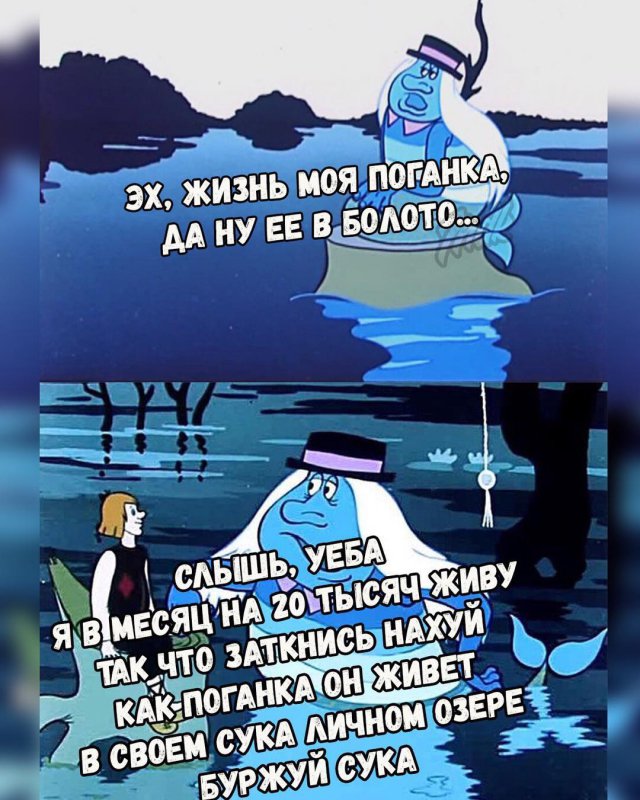 ЭХ, ЖИЗНЬ МОЯ ПОГАНКА,
ДА НУ ЕЕ В БОЛОТО...
СЛЫШЬ, УЕБА
Я В МЕСЯЦ НА 20 ТЫСЯЧ ЖИВУ
ТАК ЧТО ЗАТКНИСЬ НАХУЙ
КАК ПОГАНКА ОН ЖИВЕТ
В СВОЕМ СУКА ЛИЧНОМ ОЗЕРЕ
БУРЖУЙ СУКА